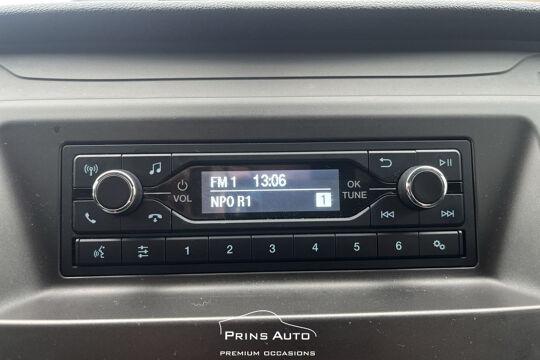 FM 1 13:06
NPO R1 1
VOL
OK
TUNE
1 2 3 4 5 6
PRINS AUTO
PREMIUM OCCASIONS